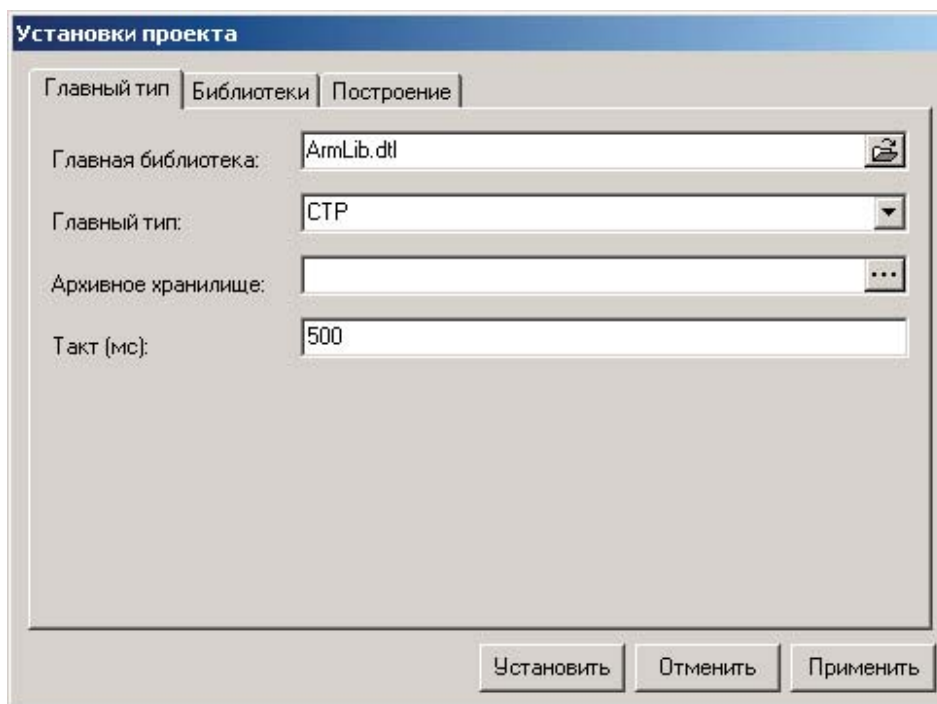 Установки проекта
Главный тип Библиотеки Построение
Главная библиотека: ArmLib.dtl
Главный тип: СТР
Архивное хранилище:
Такт (мс): 500
Установить Отменить Применить